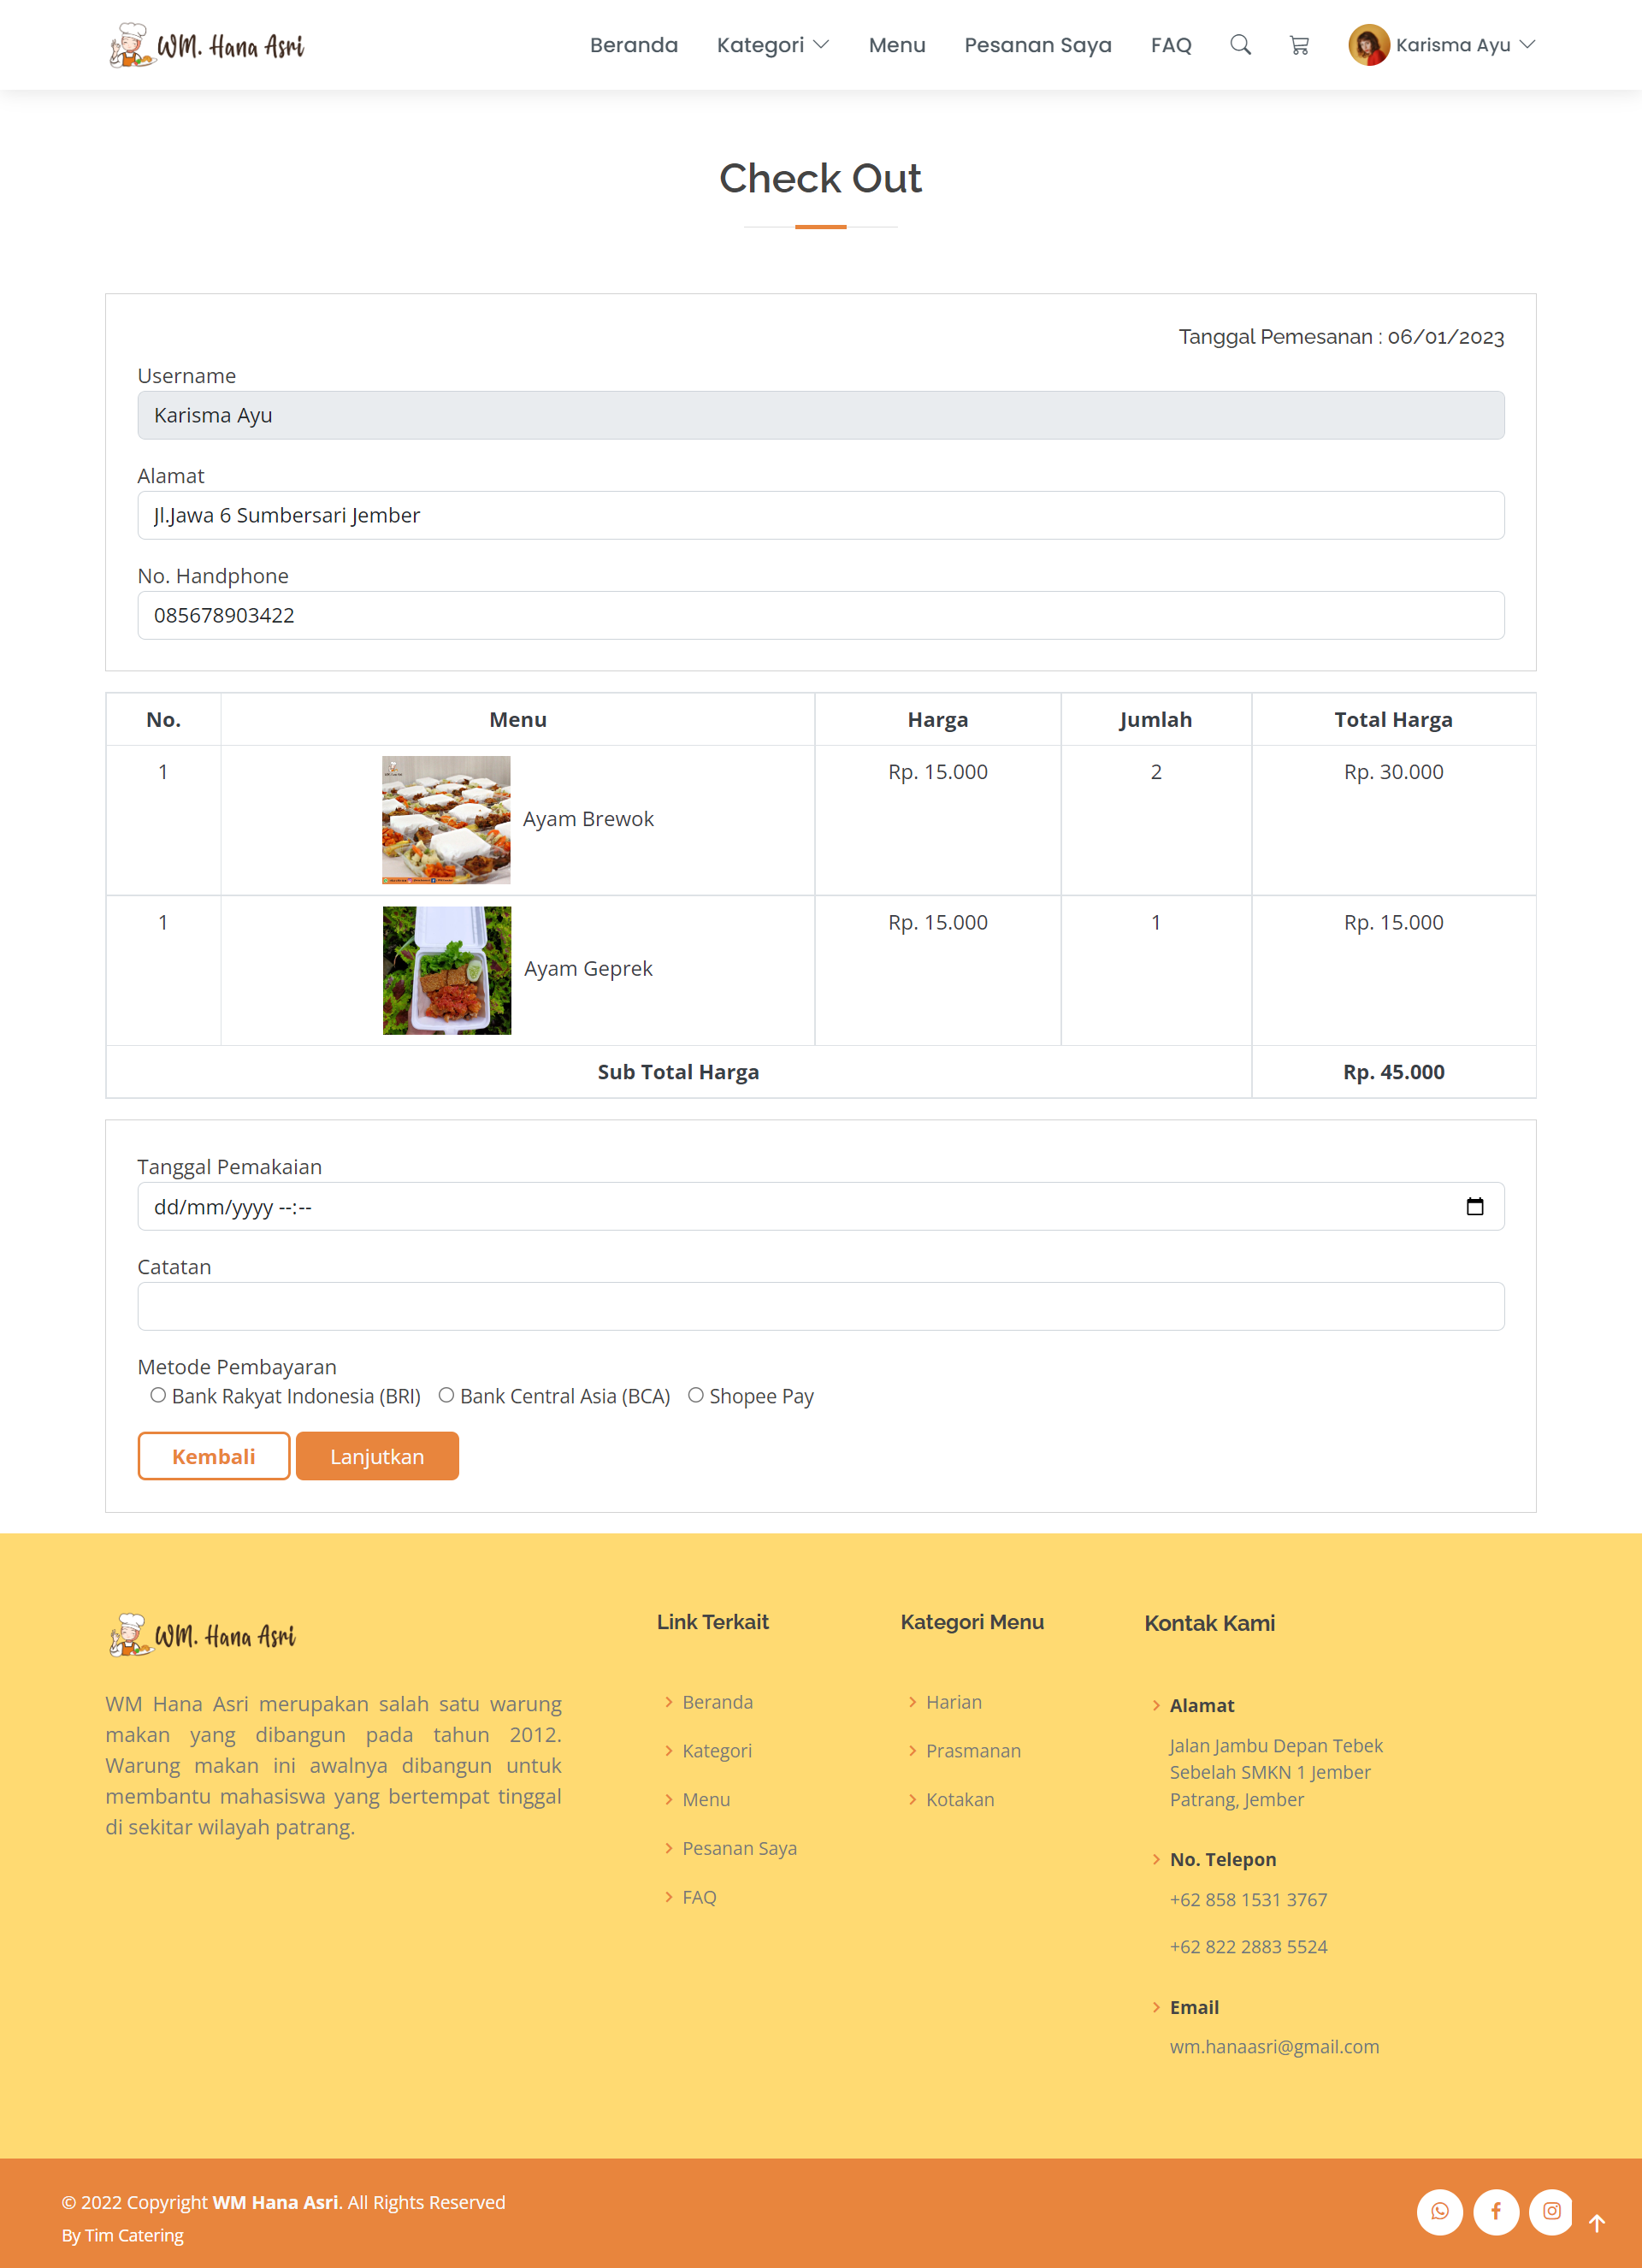 WM. Hana Asri
Beranda
Kategori
Menu
Pesanan Saya
FAQ
Karisma Ayu
Check Out
Tanggal Pemesanan : 06/01/2023
Username
Karisma Ayu
Alamat
Jl.Jawa 6 Sumbersari Jember
No. Handphone
085678903422
No. Menu Harga Jumlah Total Harga
1 Ayam Brewok Rp. 15.000 2 Rp. 30.000
1 Ayam Geprek Rp. 15.000 1 Rp. 15.000
Sub Total Harga Rp. 45.000
Tanggal Pemakaian
dd/mm/yyyy --:--
Catatan
Metode Pembayaran
Bank Rakyat Indonesia (BRI) Bank Central Asia (BCA) Shopee Pay
Kembali Lanjutkan
WM. Hana Asri
WM Hana Asri merupakan salah satu warung
makan yang dibangun pada tahun 2012.
Warung makan ini awalnya dibangun untuk
membantu mahasiswa yang bertempat tinggal
di sekitar wilayah patrang.
Link Terkait
Beranda
Kategori
Menu
Pesanan Saya
FAQ
Kategori Menu
Harian
Prasmanan
Kotakan
Kontak Kami
Alamat
Jalan Jambu Depan Tebek
Sebelah SMKN 1 Jember
Patrang, Jember
No. Telepon
+62 858 1531 3767
+62 822 2883 5524
Email
wm.hanaasri@gmail.com
© 2022 Copyright WM Hana Asri. All Rights Reserved
By Tim Catering